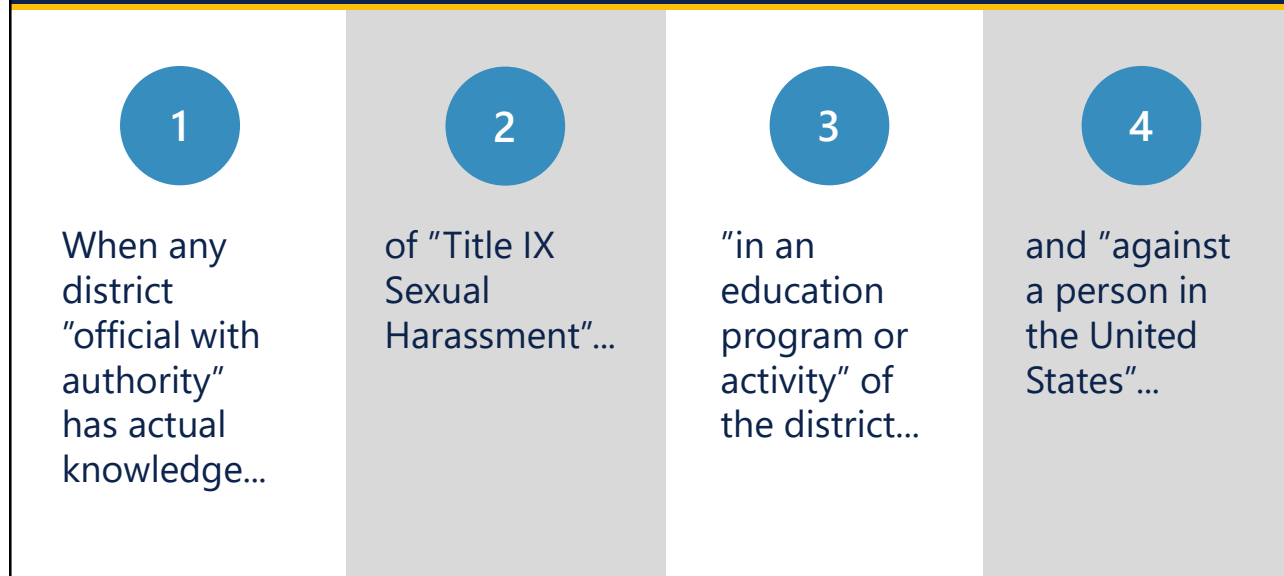 1
When any
district
"official with
authority"
has actual
knowledge...
2
of "Title IX
Sexual
Harassment"...
3
"in an
education
program or
activity" of
the district...
4
and "against
a person in
the United
States"...